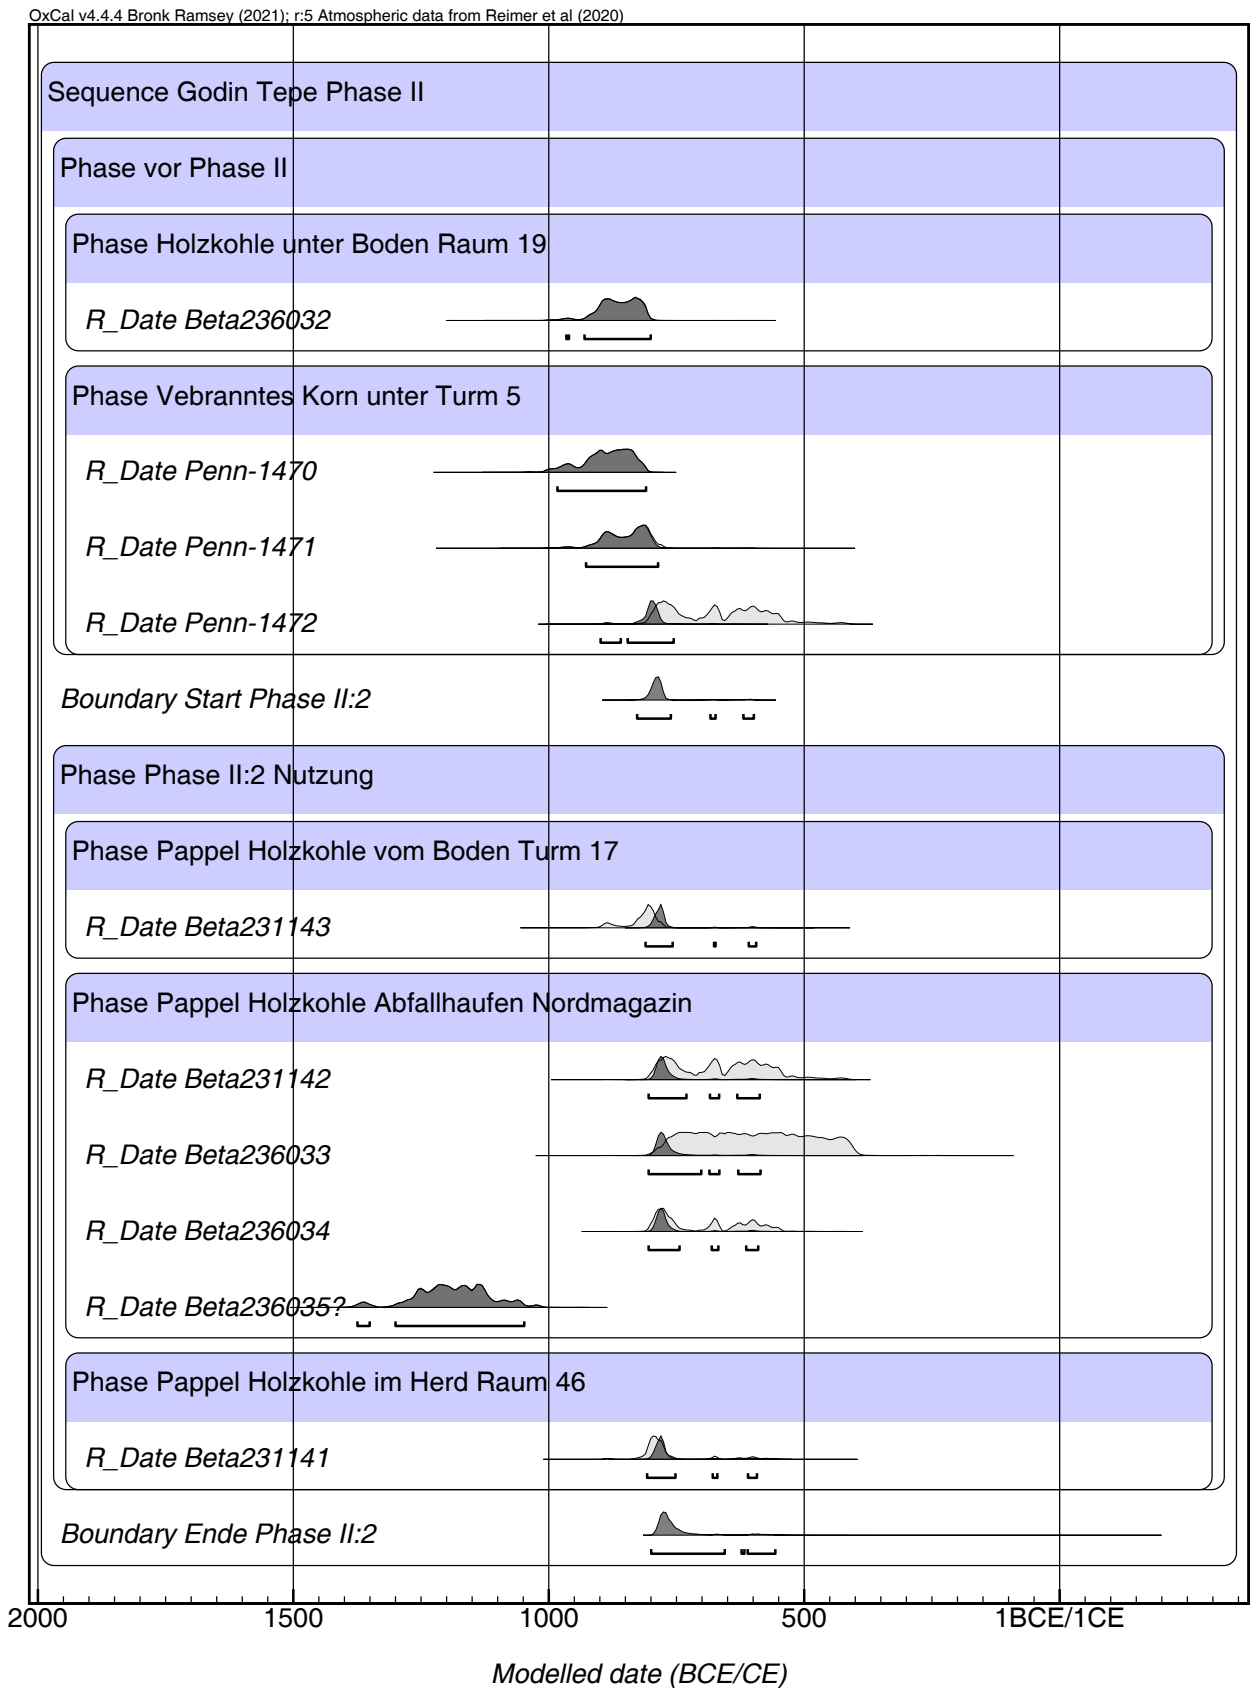 OxCal v4.4.4 Bronk Ramsey (2021); r:5 Atmospheric data from Reimer et al (2020)
Sequence Godin Tepe Phase II
Phase vor Phase II
Phase Holzkohle unter Boden Raum 19
R_Date Beta236032
Phase Vebranntes Korn unter Turm 5
R_Date Penn-1470
R_Date Penn-1471
R_Date Penn-1472
Boundary Start Phase II:2
Phase Phase II:2 Nutzung
Phase Pappel Holzkohle vom Boden Turm 17
R_Date Beta231143
Phase Pappel Holzkohle Abfallhaufen Nordmagazin
R_Date Beta231142
R_Date Beta236033
R_Date Beta236034
R_Date Beta236035?
Phase Pappel Holzkohle im Herd Raum 46
R_Date Beta231141
Boundary Ende Phase II:2
2000 1500 1000 500 1BCE/1CE
Modelled date (BCE/CE)